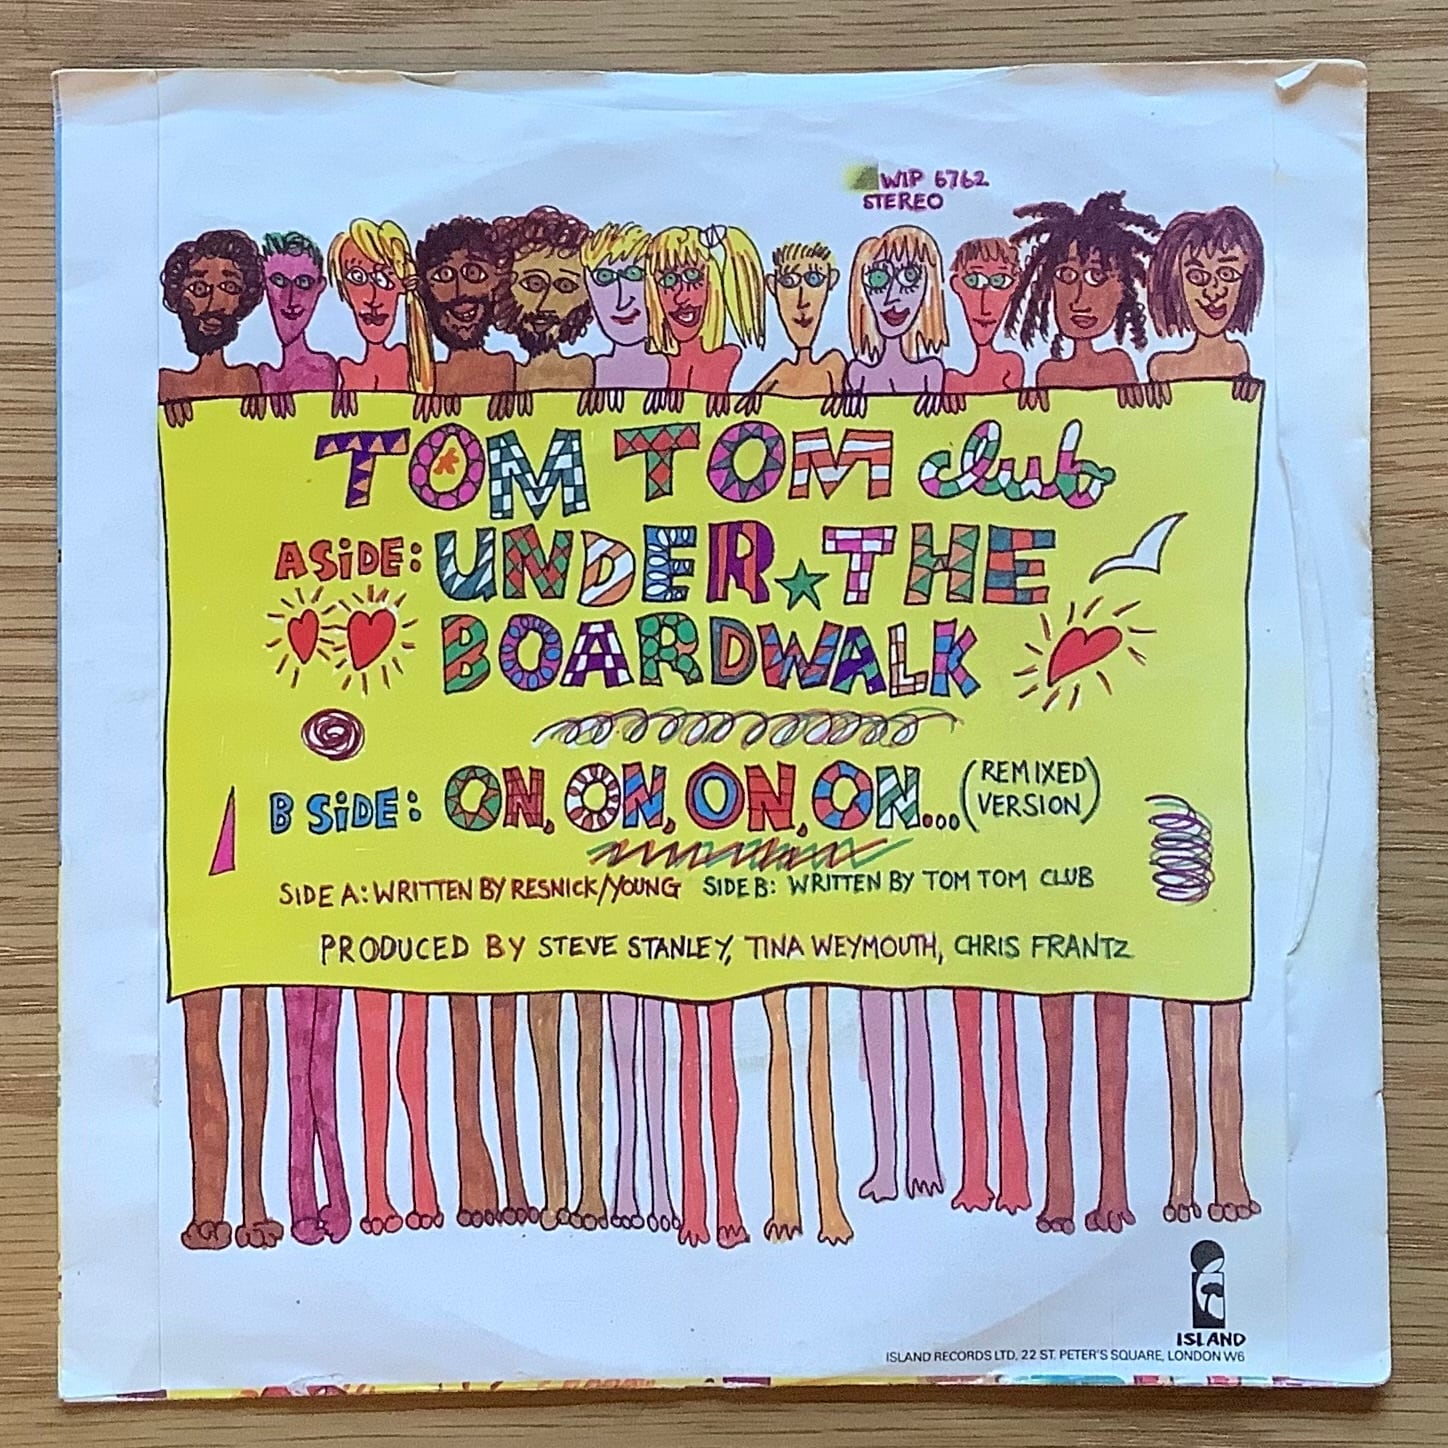 WIP 6762
STEREO
TOM TOM club
A SiDE: UNDER THE
BOARDWALK
B SiDE: ON, ON, ON, ON... (REMIXED VERSION)
SIDE A: WRITTEN BY RESNICK/YOUNG SIDE B: WRITTEN BY TOM TOM CLUB
PRODUCED BY STEVE STANLEY, TINA WEYMOUTH, CHRIS FRANTZ
ISLAND
ISLAND RECORDS LTD, 22 ST. PETER'S SQUARE, LONDON W6